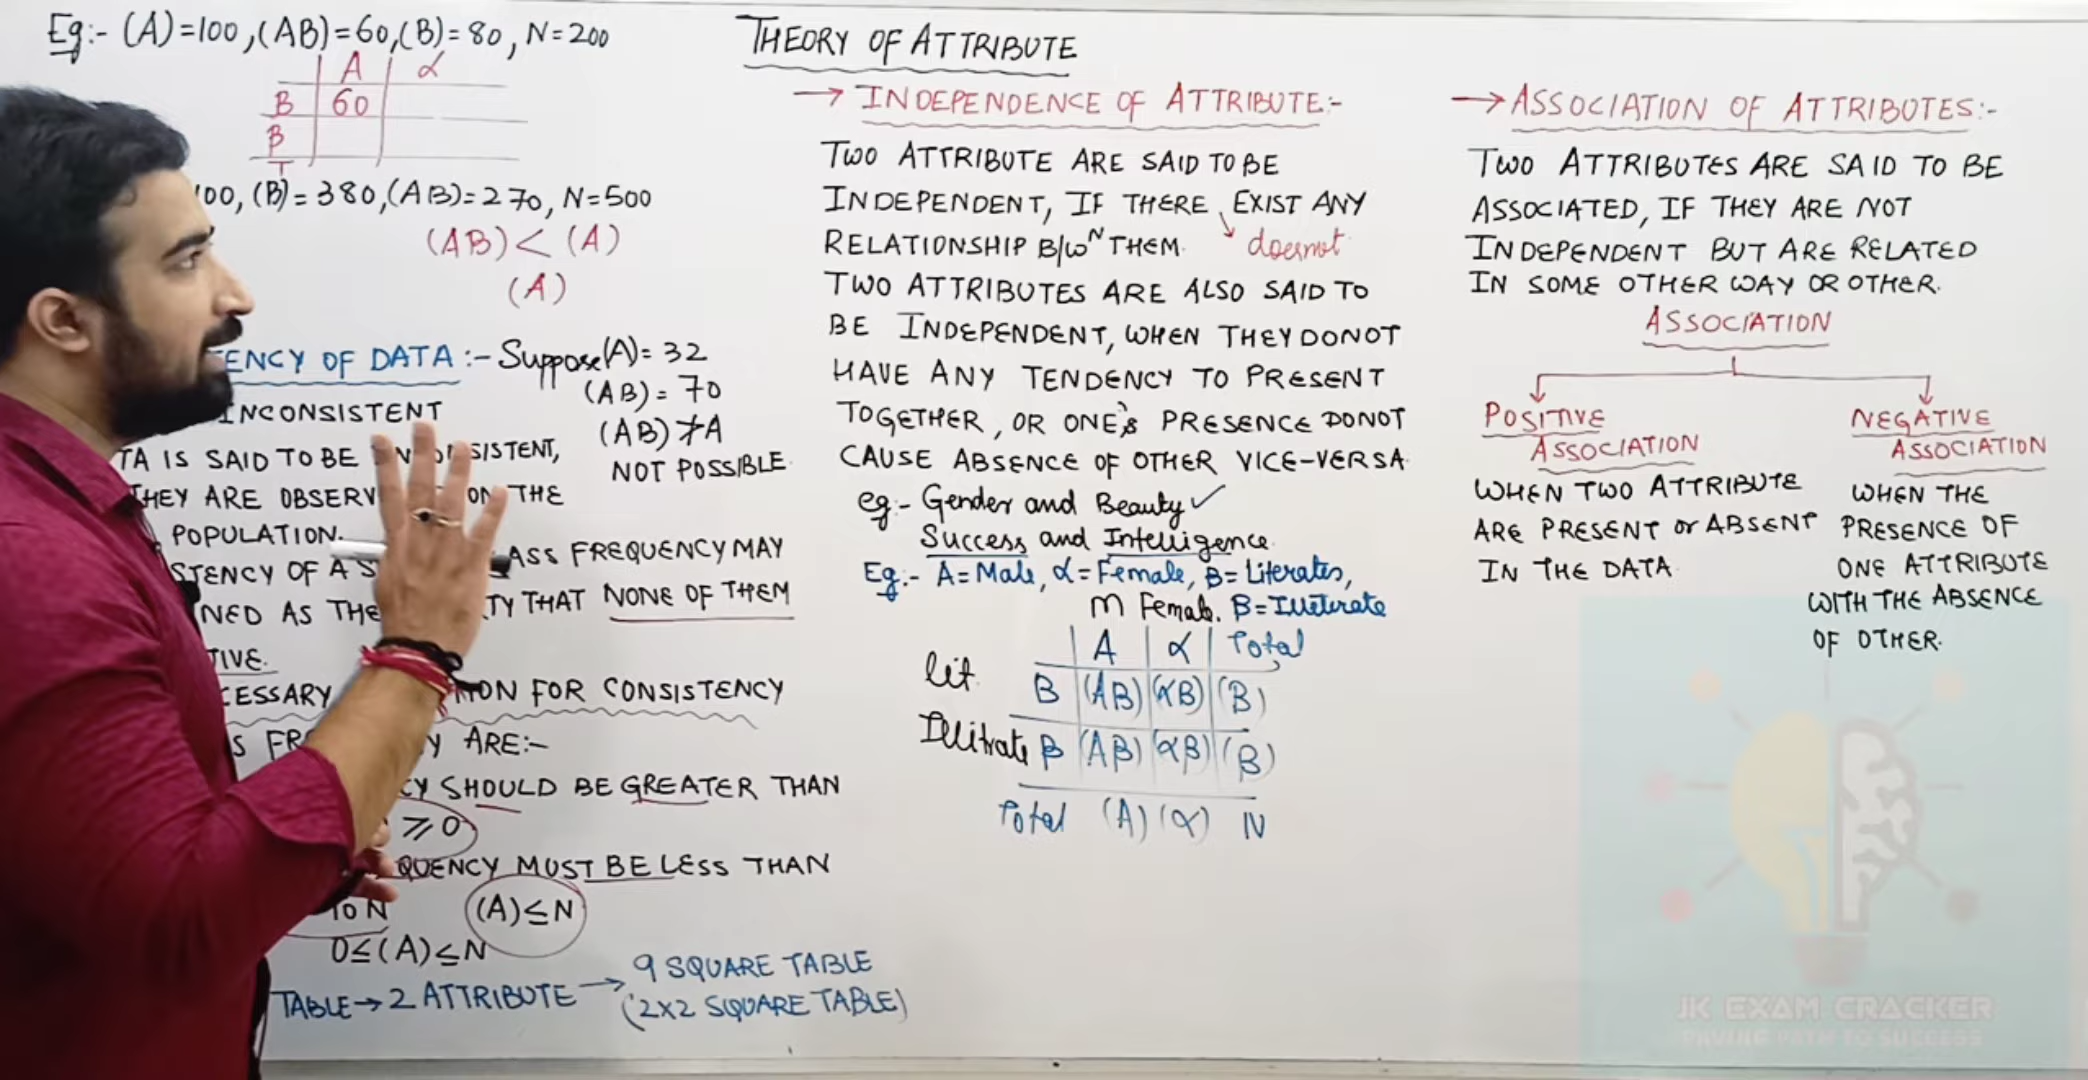 Eg:- (A)=100, (AB)=60, (B)=80, N=200
A α
B 60
β
T
00, (B)=380, (AB)=270, N=500
(AB) < (A)
(A)
ENCY OF DATA :- Suppose (A)= 32
(AB)= 70
(AB) ≯A
NOT POSSIBLE.
INCONSISTENT
TA IS SAID TO BE
SISTENT,
THEY ARE OBSERV
ON THE
POPULATION.
STENCY OF A S
ASS FREQUENCY MAY
NED AS THE
TY THAT NONE OF THEM
TIVE.
CESSARY
TION FOR CONSISTENCY
S FR
Y ARE:-
CY SHOULD BE GREATER THAN
≥0
QUENCY MUST BE LESS THAN
TO N (A)≤N
0≤(A)≤N
TABLE→2 ATTRIBUTE → 9 SQUARE TABLE
(2X2 SQUARE TABLE)
THEORY OF ATTRIBUTE
→ INDEPENDENCE OF ATTRIBUTE:-
TWO ATTRIBUTE ARE SAID TO BE
INDEPENDENT, IF THERE EXIST ANY
RELATIONSHIP B/Wᴺ THEM. doesnot
TWO ATTRIBUTES ARE ALSO SAID TO
BE INDEPENDENT, WHEN THEY DONOT
HAVE ANY TENDENCY TO PRESENT
TOGETHER, OR ONE'S PRESENCE DONOT
CAUSE ABSENCE OF OTHER VICE-VERSA.
eg:- Gender and Beauty ✓
Success and Intelligence.
Eg:- A=Male, α=Female, B=Literates,
m Female. β=Illiterate
A α Total
lit. B (AB) (αB) (B)
Illitrate β (Aβ) (αβ) (β)
Total (A) (α) N
→ ASSOCIATION OF ATTRIBUTES:-
TWO ATTRIBUTES ARE SAID TO BE
ASSOCIATED, IF THEY ARE NOT
INDEPENDENT BUT ARE RELATED
IN SOME OTHER WAY OR OTHER.
ASSOCIATION
POSITIVE
ASSOCIATION
WHEN TWO ATTRIBUTE
ARE PRESENT or ABSENT
IN THE DATA.
NEGATIVE
ASSOCIATION
WHEN THE
PRESENCE OF
ONE ATTRIBUTE
WITH THE ABSENCE
OF OTHER.
JK EXAM CRACKER
PAVING PATH TO SUCCESS